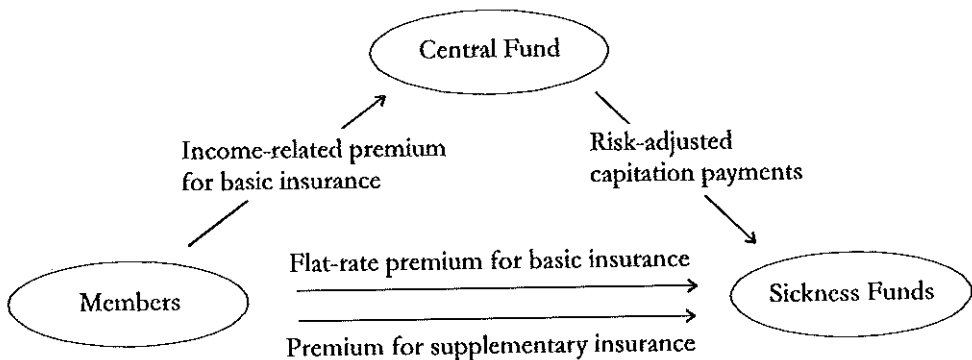 Central Fund
Income-related premium
for basic insurance
Risk-adjusted
capitation payments
Flat-rate premium for basic insurance
Members
Sickness Funds
Premium for supplementary insurance